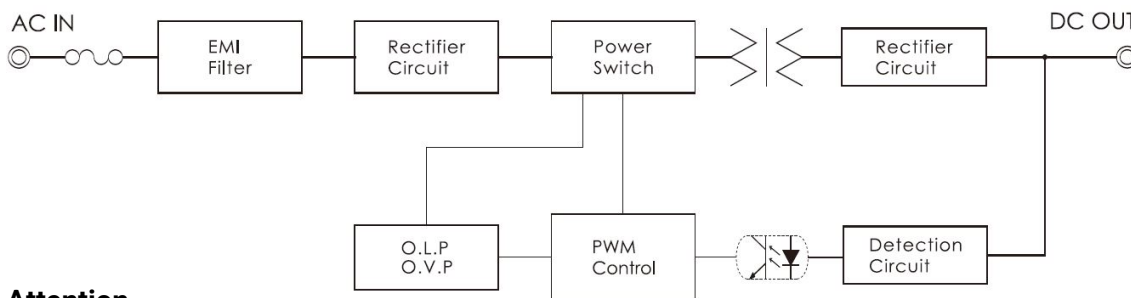 AC IN
DC OUT
EMI
Filter
Rectifier
Circuit
Power
Switch
Rectifier
Circuit
O.L.P
O.V.P
PWM
Control
Detection
Circuit
Attention